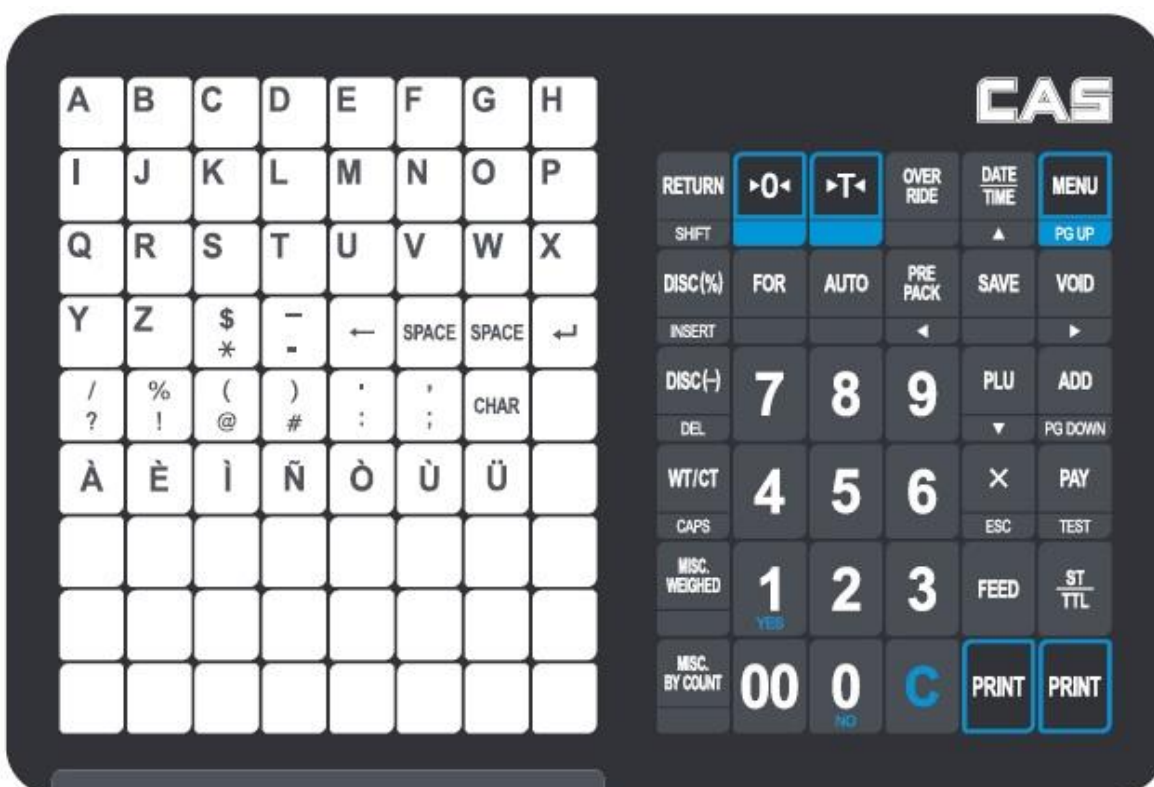 A B C D E F G H
CAS
I J K L M N O P
RETURN ▸0◂ ▸T◂ OVER RIDE DATE TIME MENU
SHIFT ▲ PG UP
Q R S T U V W X
DISC(%) FOR AUTO PRE PACK SAVE VOID
INSERT ◀ ▶
Y Z $ * — - ← SPACE SPACE ↵
DISC(–) 7 8 9 PLU ADD
DEL ▼ PG DOWN
/ ? % ! ( @ ) # ' : , ; CHAR
À È Ì Ñ Ò Ù Ü
WT/CT 4 5 6 × PAY
CAPS ESC TEST
MISC. WEIGHED 1 YES 2 3 FEED ST TTL
MISC. BY COUNT 00 0 NO C PRINT PRINT